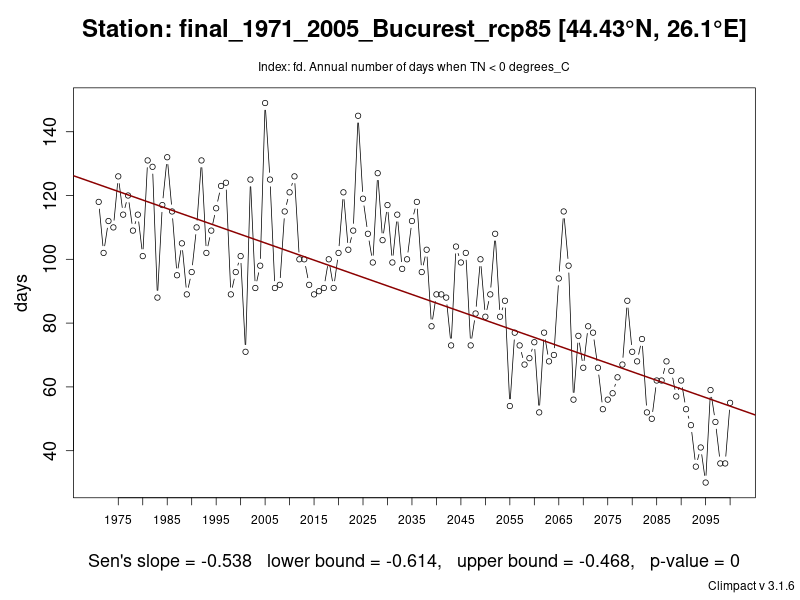 Station: final_1971_2005_Bucurest_rcp85 [44.43°N, 26.1°E]
Index: fd. Annual number of days when TN < 0 degrees_C
140
120
100
80
60
40
days
1975 1985 1995 2005 2015 2025 2035 2045 2055 2065 2075 2085 2095
Sen's slope = -0.538 lower bound = -0.614, upper bound = -0.468, p-value = 0
Climpact v 3.1.6